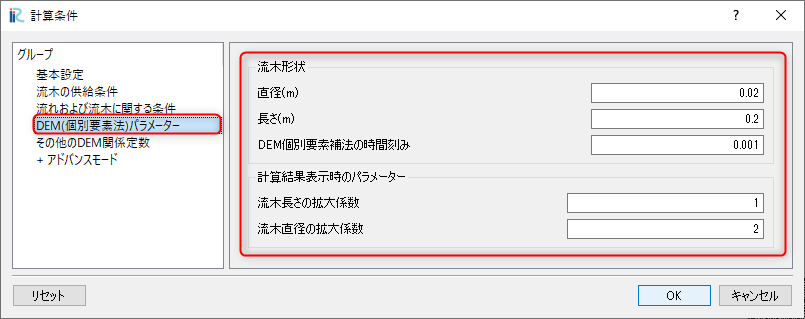 計算条件
?
グループ
基本設定
流木の供給条件
流れおよび流木に関する条件
DEM(個別要素法)パラメーター
その他のDEM関係定数
+ アドバンスモード
流木形状
直径(m) 0.02
長さ(m) 0.2
DEM個別要素補法の時間刻み 0.001
計算結果表示時のパラメーター
流木長さの拡大係数 1
流木直径の拡大係数 2
リセット OK キャンセル